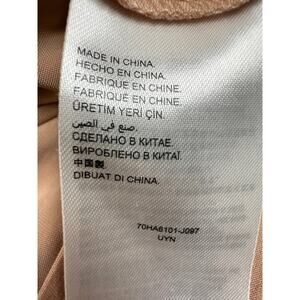 MADE IN CHINA.
HECHO EN CHINA.
FABRIQUE EN CHINE.
FABRIQUÉ EN CHINE.
ÜRETİM YERİ ÇİN.
صنع في الصين.
СДЕЛАНО В КИТАЕ.
ВИРОБЛЕНО В КИТАЇ.
中国製.
DIBUAT DI CHINA.
70HA6101-J097
UYN